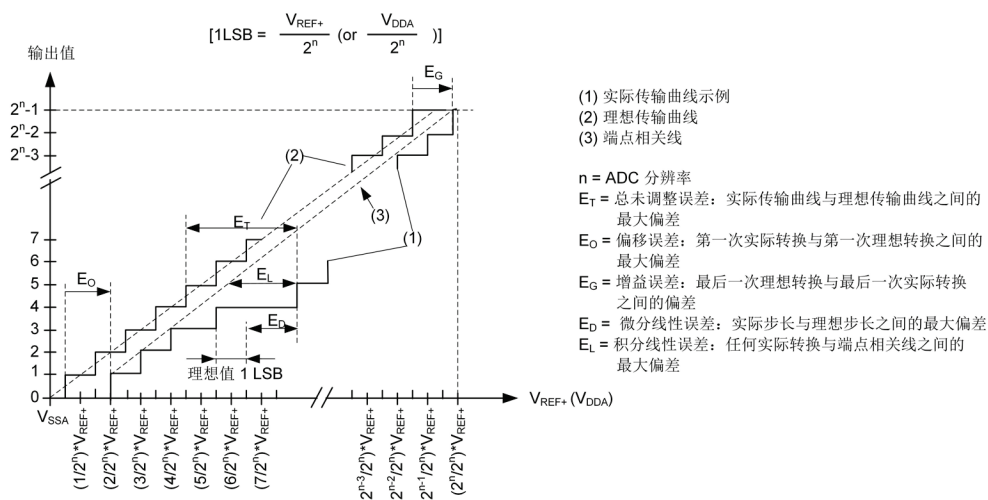 [1LSB = V_REF+ / 2^n (or V_DDA / 2^n )]
输出值
E_G
2^n-1
2^n-2
2^n-3
(2)
(3)
(1)
E_T
7
6
5
4
3
2
1
0
E_O
E_L
E_D
理想值 1 LSB
V_SSA
(1/2^n)*V_REF+
(2/2^n)*V_REF+
(3/2^n)*V_REF+
(4/2^n)*V_REF+
(5/2^n)*V_REF+
(6/2^n)*V_REF+
(7/2^n)*V_REF+
2^n-3/2^n)*V_REF+
2^n-2/2^n)*V_REF+
2^n-1/2^n)*V_REF+
(2^n/2^n)*V_REF+
V_REF+ (V_DDA)
(1) 实际传输曲线示例
(2) 理想传输曲线
(3) 端点相关线
n = ADC 分辨率
E_T = 总未调整误差：实际传输曲线与理想传输曲线之间的
最大偏差
E_O = 偏移误差：第一次实际转换与第一次理想转换之间的
最大偏差
E_G = 增益误差：最后一次理想转换与最后一次实际转换
之间的偏差
E_D = 微分线性误差：实际步长与理想步长之间的最大偏差
E_L = 积分线性误差：任何实际转换与端点相关线之间的
最大偏差